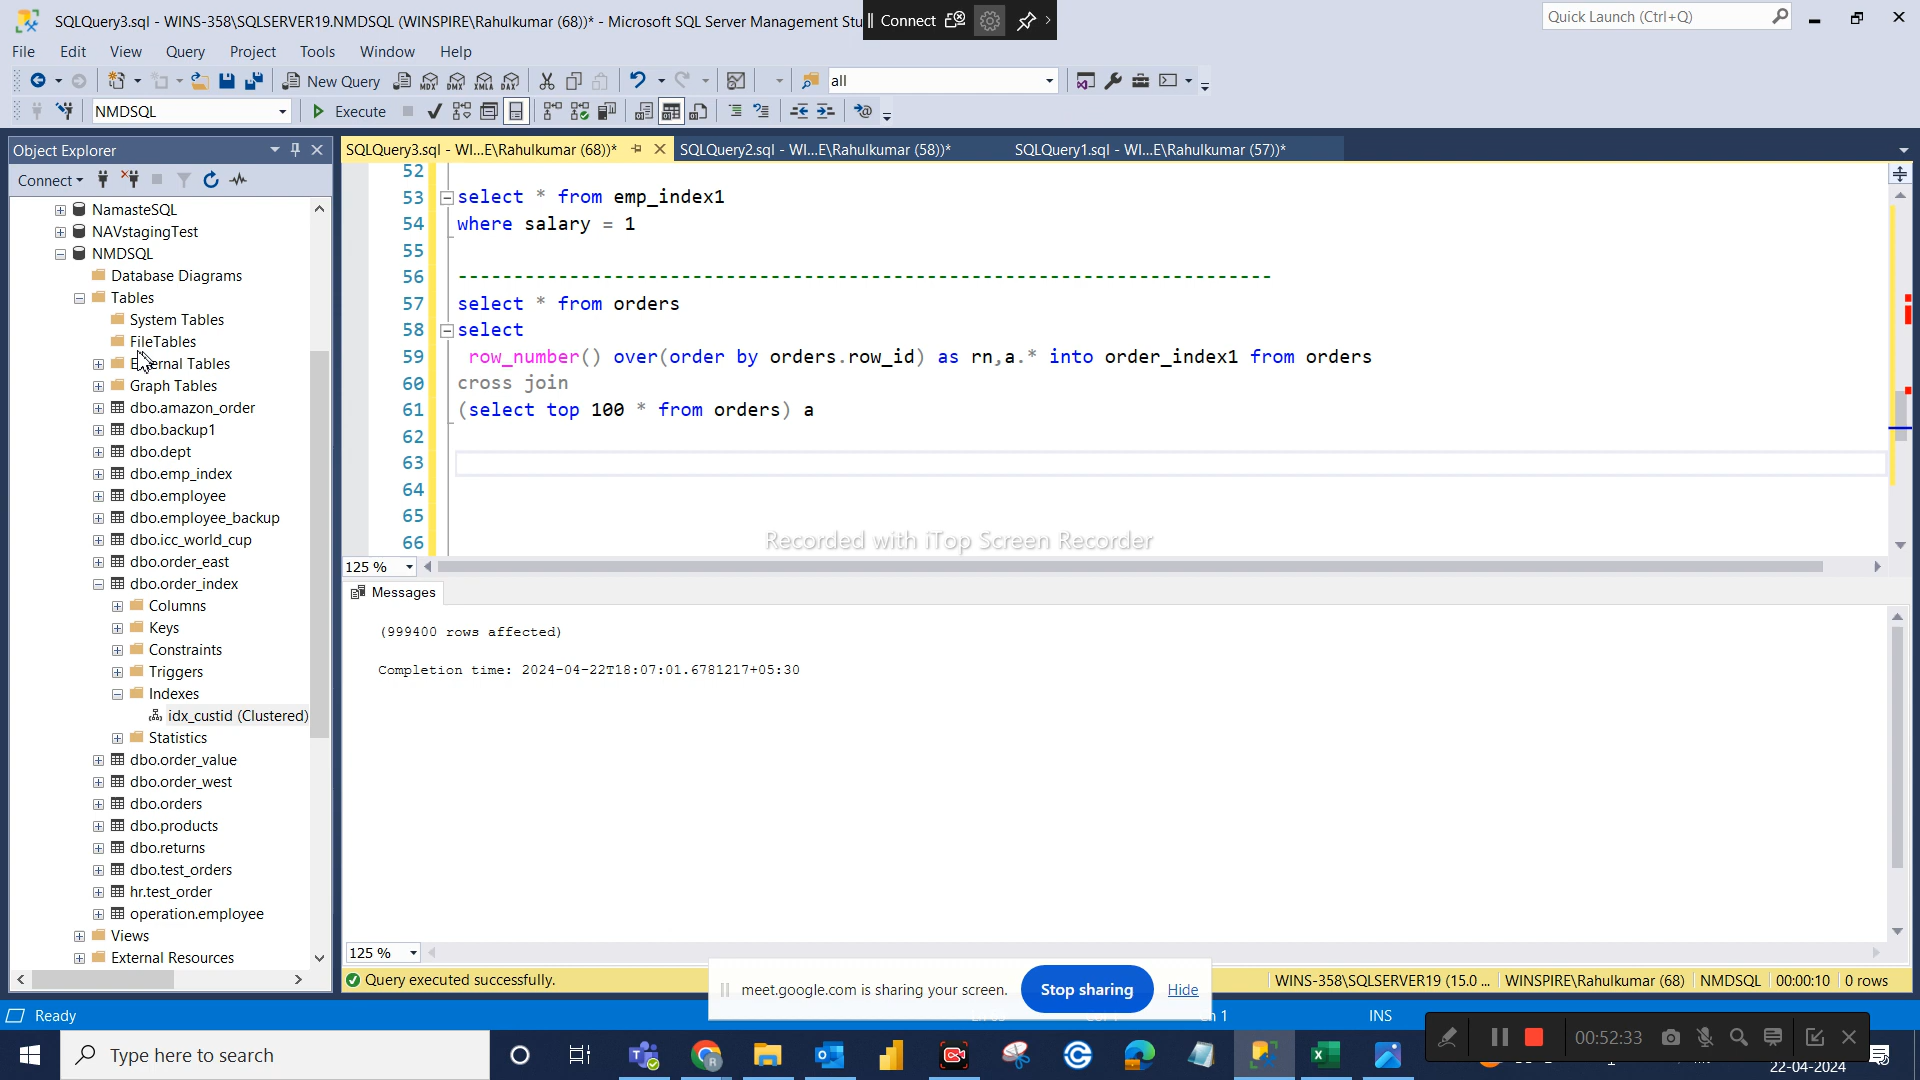 SQLQuery3.sql - WINS-358\SQLSERVER19.NMDSQL (WINSPIRE\Rahulkumar (68))* - Microsoft SQL Server Management Stu
Connect
Quick Launch (Ctrl+Q)
File Edit View Query Project Tools Window Help
New Query MDX DMX XMLA DAX all
NMDSQL Execute
Object Explorer
SQLQuery3.sql - WI...E\Rahulkumar (68))* SQLQuery2.sql - WI...E\Rahulkumar (58))* SQLQuery1.sql - WI...E\Rahulkumar (57))*
Connect
NamasteSQL
NAVstagingTest
NMDSQL
Database Diagrams
Tables
System Tables
FileTables
External Tables
Graph Tables
dbo.amazon_order
dbo.backup1
dbo.dept
dbo.emp_index
dbo.employee
dbo.employee_backup
dbo.icc_world_cup
dbo.order_east
dbo.order_index
Columns
Keys
Constraints
Triggers
Indexes
idx_custid (Clustered)
Statistics
dbo.order_value
dbo.order_west
dbo.orders
dbo.products
dbo.returns
dbo.test_orders
hr.test_order
operation.employee
Views
External Resources
52
53 select * from emp_index1
54 where salary = 1
55
56 -------------------------------------------------------------------------
57 select * from orders
58 select
59 row_number() over(order by orders.row_id) as rn,a.* into order_index1 from orders
60 cross join
61 (select top 100 * from orders) a
62
63
64
65
66
Recorded with iTop Screen Recorder
125 %
Messages
(999400 rows affected)
Completion time: 2024-04-22T18:07:01.6781217+05:30
125 %
Query executed successfully.
WINS-358\SQLSERVER19 (15.0 ... WINSPIRE\Rahulkumar (68) NMDSQL 00:00:10 0 rows
meet.google.com is sharing your screen. Stop sharing Hide
Ready INS
Type here to search
00:52:33
22-04-2024